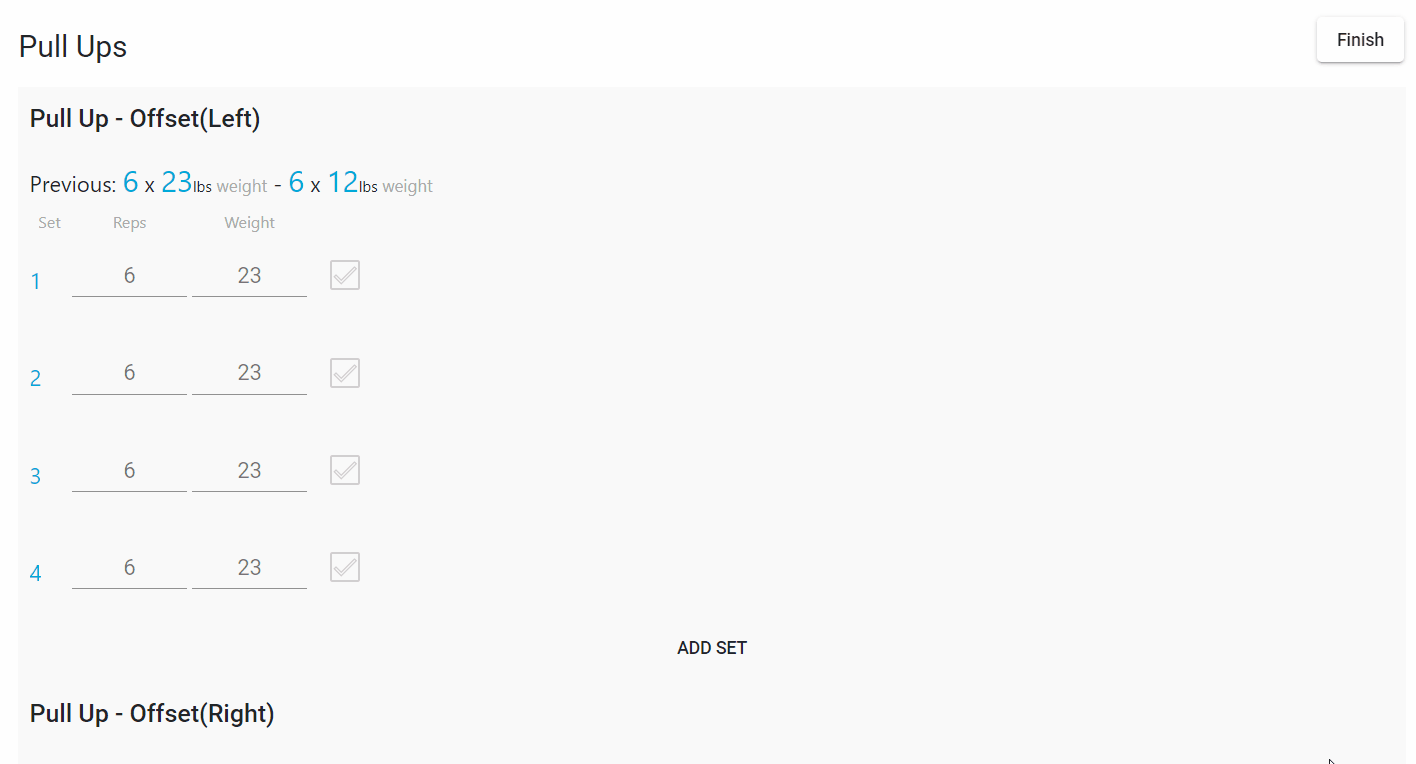 Pull Ups
Finish
Pull Up - Offset(Left)
Previous: 6 x 23lbs weight - 6 x 12lbs weight
Set Reps Weight
1 6 23
2 6 23
3 6 23
4 6 23
ADD SET
Pull Up - Offset(Right)